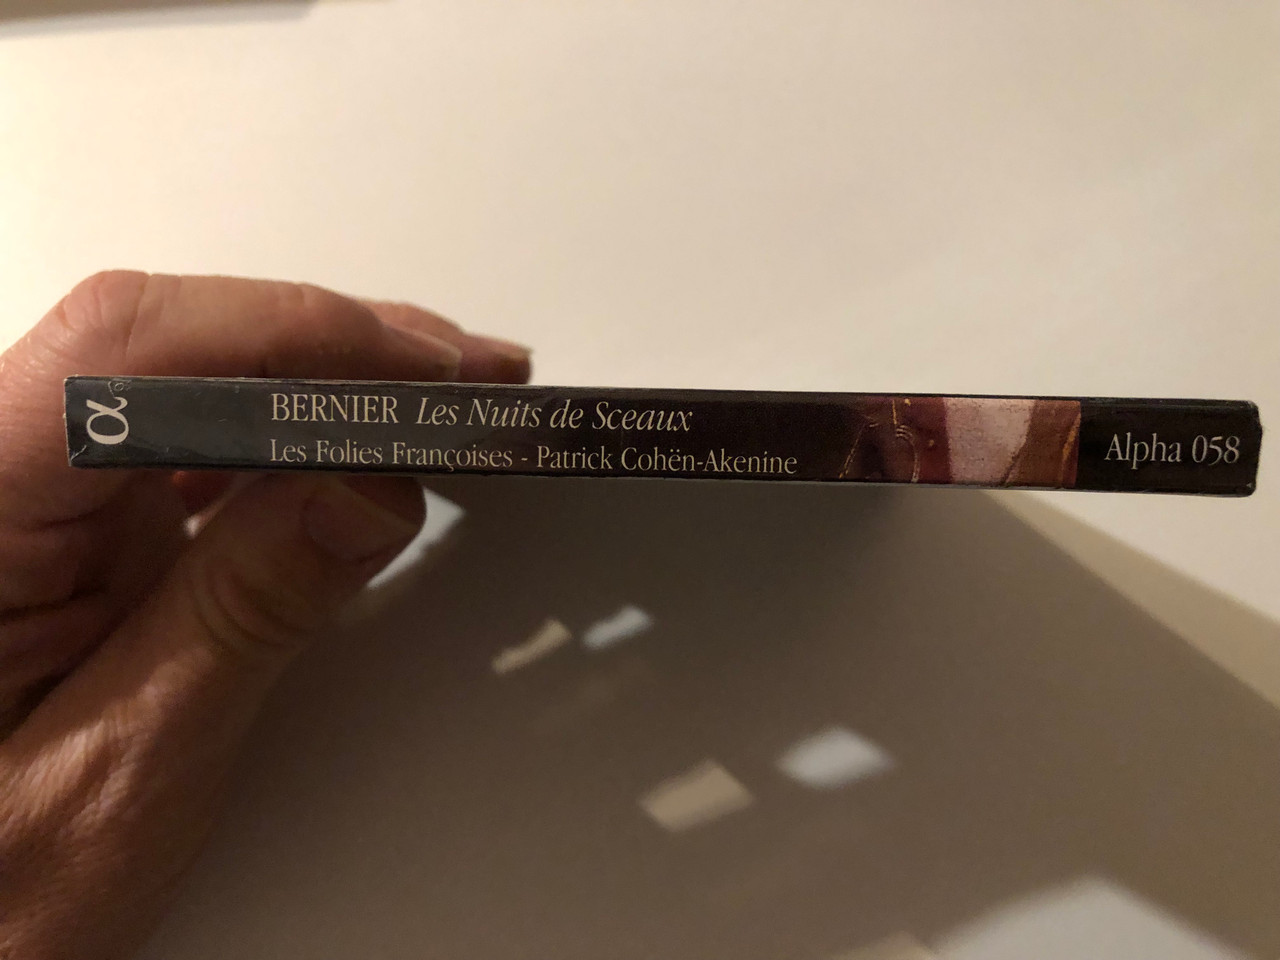 α
BERNIER Les Nuits de Sceaux
Les Folies Françoises - Patrick Cohën-Akenine
Alpha 058